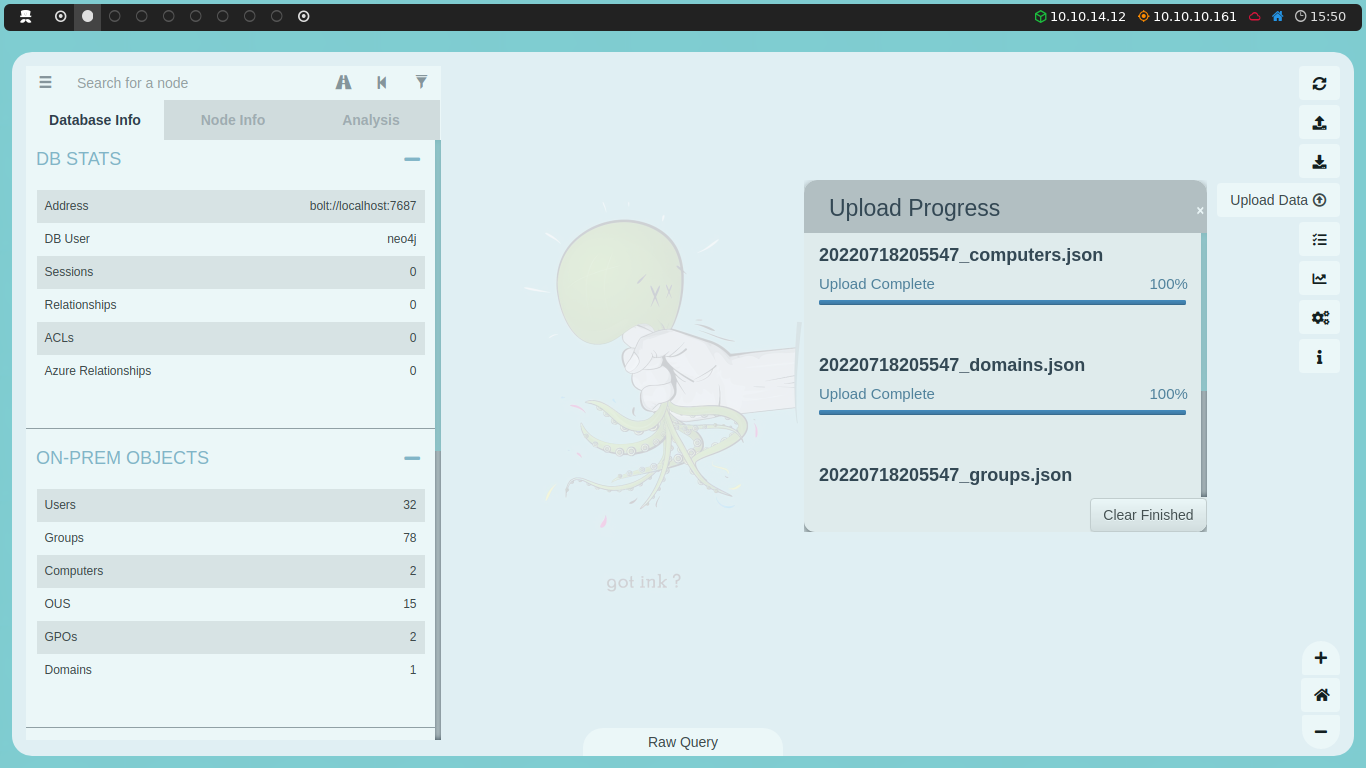 10.10.14.12 10.10.10.161 15:50
Search for a node
Database Info Node Info Analysis
DB STATS
Address bolt://localhost:7687
DB User neo4j
Sessions 0
Relationships 0
ACLs 0
Azure Relationships 0
ON-PREM OBJECTS
Users 32
Groups 78
Computers 2
OUS 15
GPOs 2
Domains 1
got ink ?
Upload Progress
×
20220718205547_computers.json
Upload Complete 100%
20220718205547_domains.json
Upload Complete 100%
20220718205547_groups.json
Clear Finished
Upload Data
Raw Query